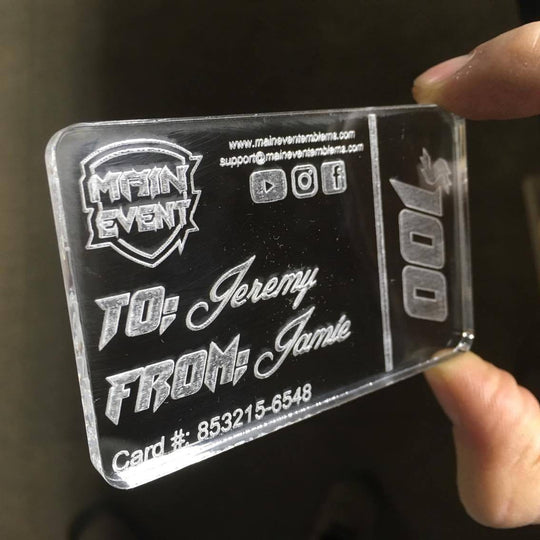 MAIN
EVENT
www.maineventemblems.com
support@maineventemblems.com
TO: Jeremy
FROM: Jamie
Card #: 853215-6548
$100